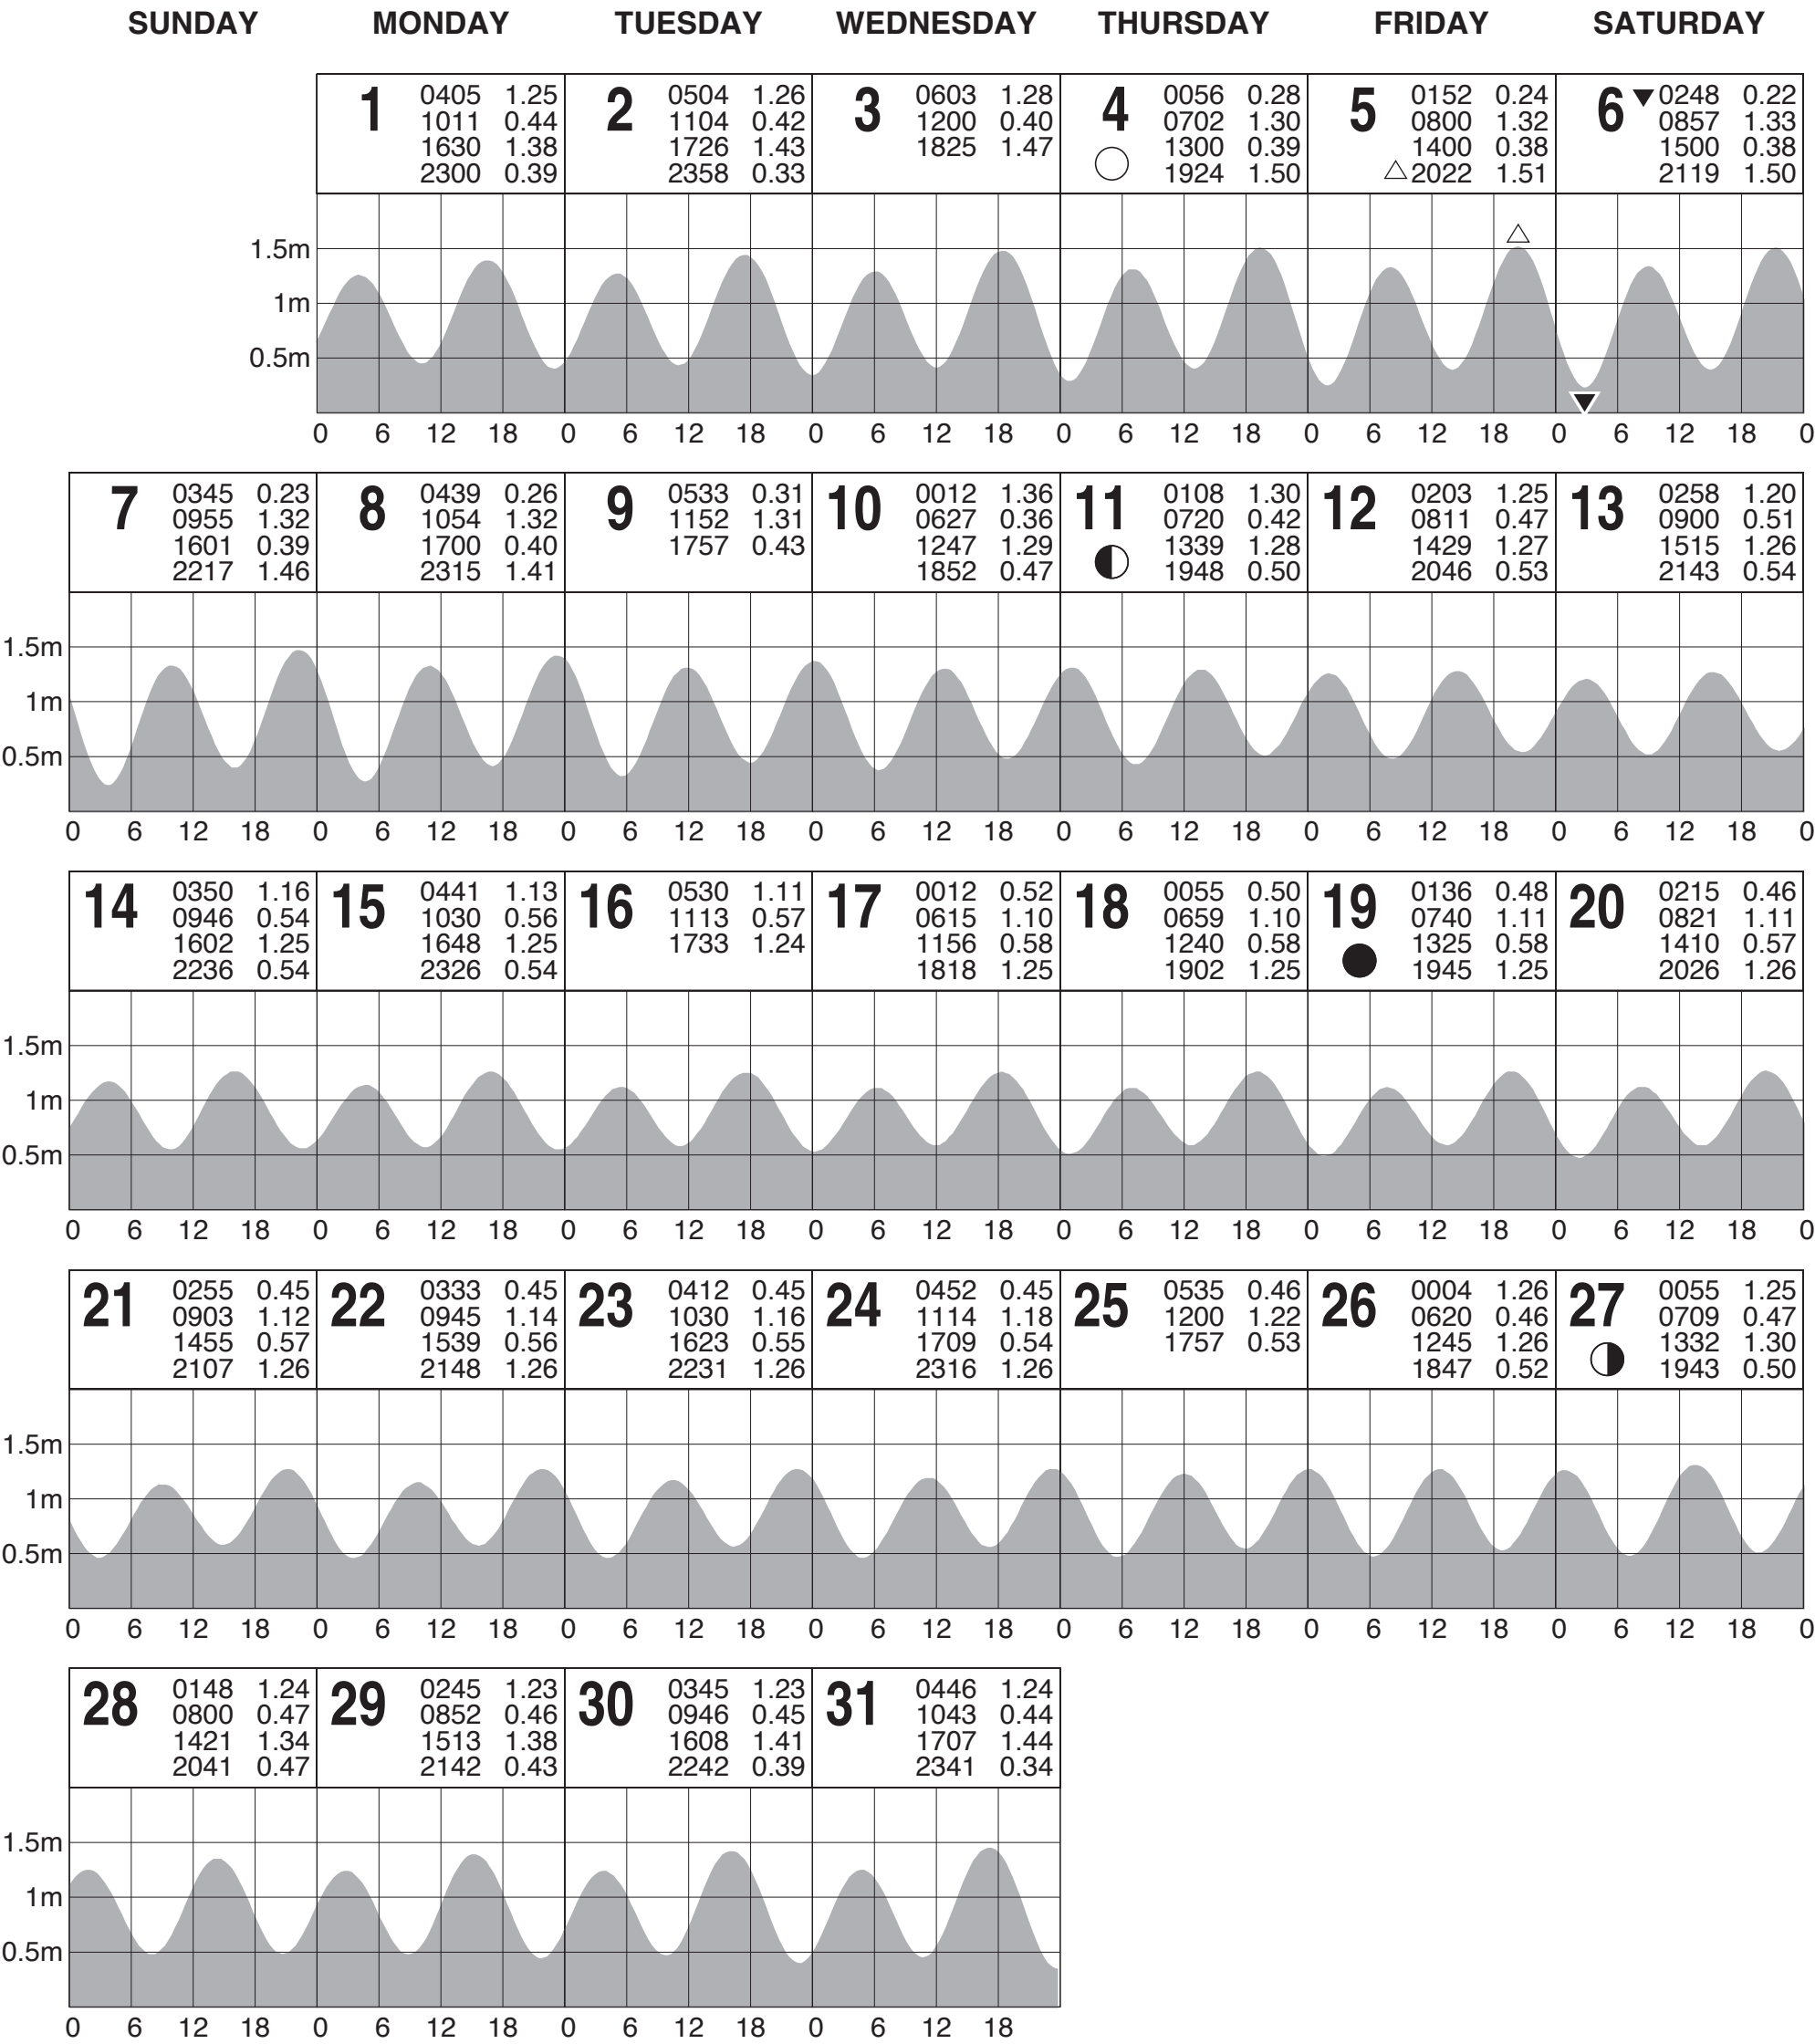 SUNDAY MONDAY TUESDAY WEDNESDAY THURSDAY FRIDAY SATURDAY
1 0405 1.25 2 0504 1.26 3 0603 1.28 4 0056 0.28 5 0152 0.24 6 0248 0.22
1011 0.44 1104 0.42 1200 0.40 0702 1.30 0800 1.32 0857 1.33
1630 1.38 1726 1.43 1825 1.47 1300 0.39 1400 0.38 1500 0.38
2300 0.39 2358 0.33 1924 1.50 2022 1.51 2119 1.50
1.5m
1m
0.5m
0 6 12 18 0 6 12 18 0 6 12 18 0 6 12 18 0 6 12 18 0 6 12 18 0
7 0345 0.23 8 0439 0.26 9 0533 0.31 10 0012 1.36 11 0108 1.30 12 0203 1.25 13 0258 1.20
0955 1.32 1054 1.32 1152 1.31 0627 0.36 0720 0.42 0811 0.47 0900 0.51
1601 0.39 1700 0.40 1757 0.43 1247 1.29 1339 1.28 1429 1.27 1515 1.26
2217 1.46 2315 1.41 1852 0.47 1948 0.50 2046 0.53 2143 0.54
1.5m
1m
0.5m
0 6 12 18 0 6 12 18 0 6 12 18 0 6 12 18 0 6 12 18 0 6 12 18 0 6 12 18 0
14 0350 1.16 15 0441 1.13 16 0530 1.11 17 0012 0.52 18 0055 0.50 19 0136 0.48 20 0215 0.46
0946 0.54 1030 0.56 1113 0.57 0615 1.10 0659 1.10 0740 1.11 0821 1.11
1602 1.25 1648 1.25 1733 1.24 1156 0.58 1240 0.58 1325 0.58 1410 0.57
2236 0.54 2326 0.54 1818 1.25 1902 1.25 1945 1.25 2026 1.26
1.5m
1m
0.5m
0 6 12 18 0 6 12 18 0 6 12 18 0 6 12 18 0 6 12 18 0 6 12 18 0 6 12 18 0
21 0255 0.45 22 0333 0.45 23 0412 0.45 24 0452 0.45 25 0535 0.46 26 0004 1.26 27 0055 1.25
0903 1.12 0945 1.14 1030 1.16 1114 1.18 1200 1.22 0620 0.46 0709 0.47
1455 0.57 1539 0.56 1623 0.55 1709 0.54 1757 0.53 1245 1.26 1332 1.30
2107 1.26 2148 1.26 2231 1.26 2316 1.26 1847 0.52 1943 0.50
1.5m
1m
0.5m
0 6 12 18 0 6 12 18 0 6 12 18 0 6 12 18 0 6 12 18 0 6 12 18 0 6 12 18 0
28 0148 1.24 29 0245 1.23 30 0345 1.23 31 0446 1.24
0800 0.47 0852 0.46 0946 0.45 1043 0.44
1421 1.34 1513 1.38 1608 1.41 1707 1.44
2041 0.47 2142 0.43 2242 0.39 2341 0.34
1.5m
1m
0.5m
0 6 12 18 0 6 12 18 0 6 12 18 0 6 12 18